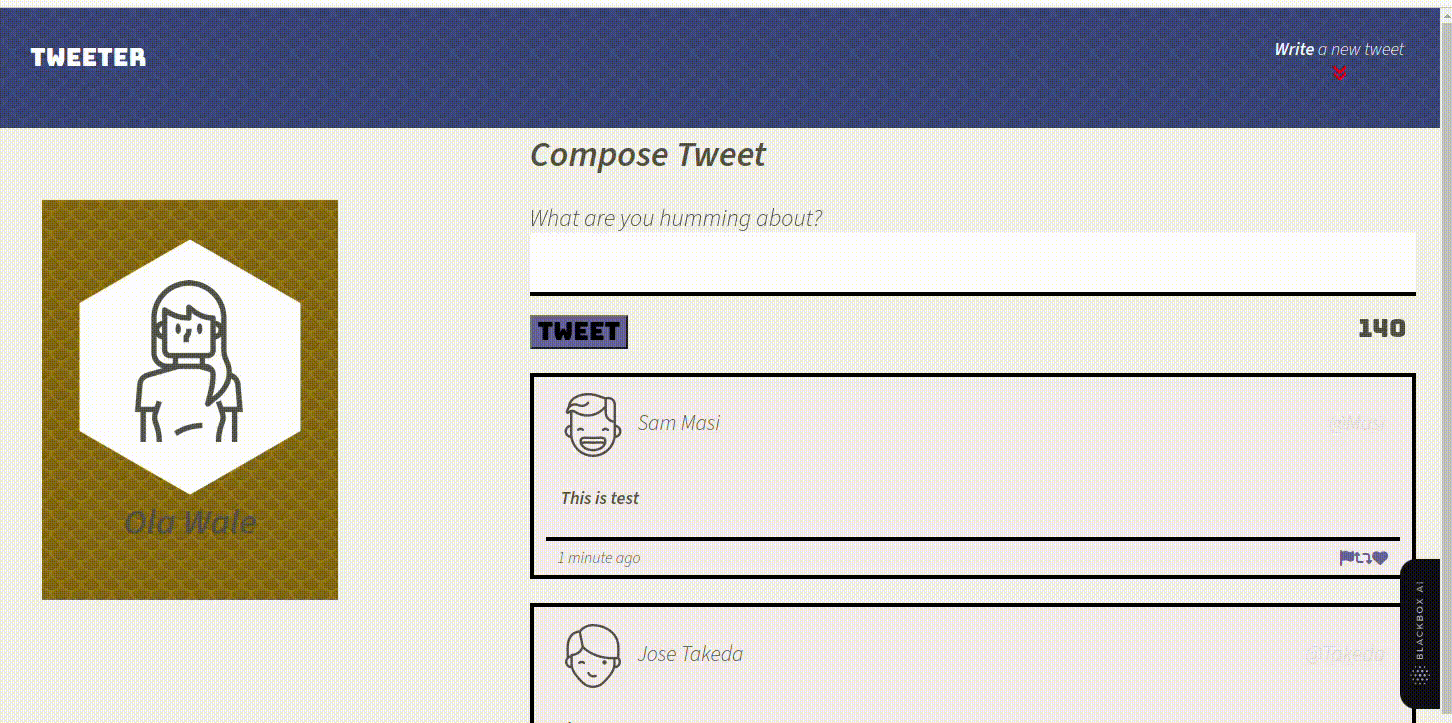 TWEETER
Write a new tweet
Compose Tweet
What are you humming about?
TWEET
140
Ola Wale
Sam Masi
@Masi
This is test
1 minute ago
Jose Takeda
@Takeda
BLACKBOX AI